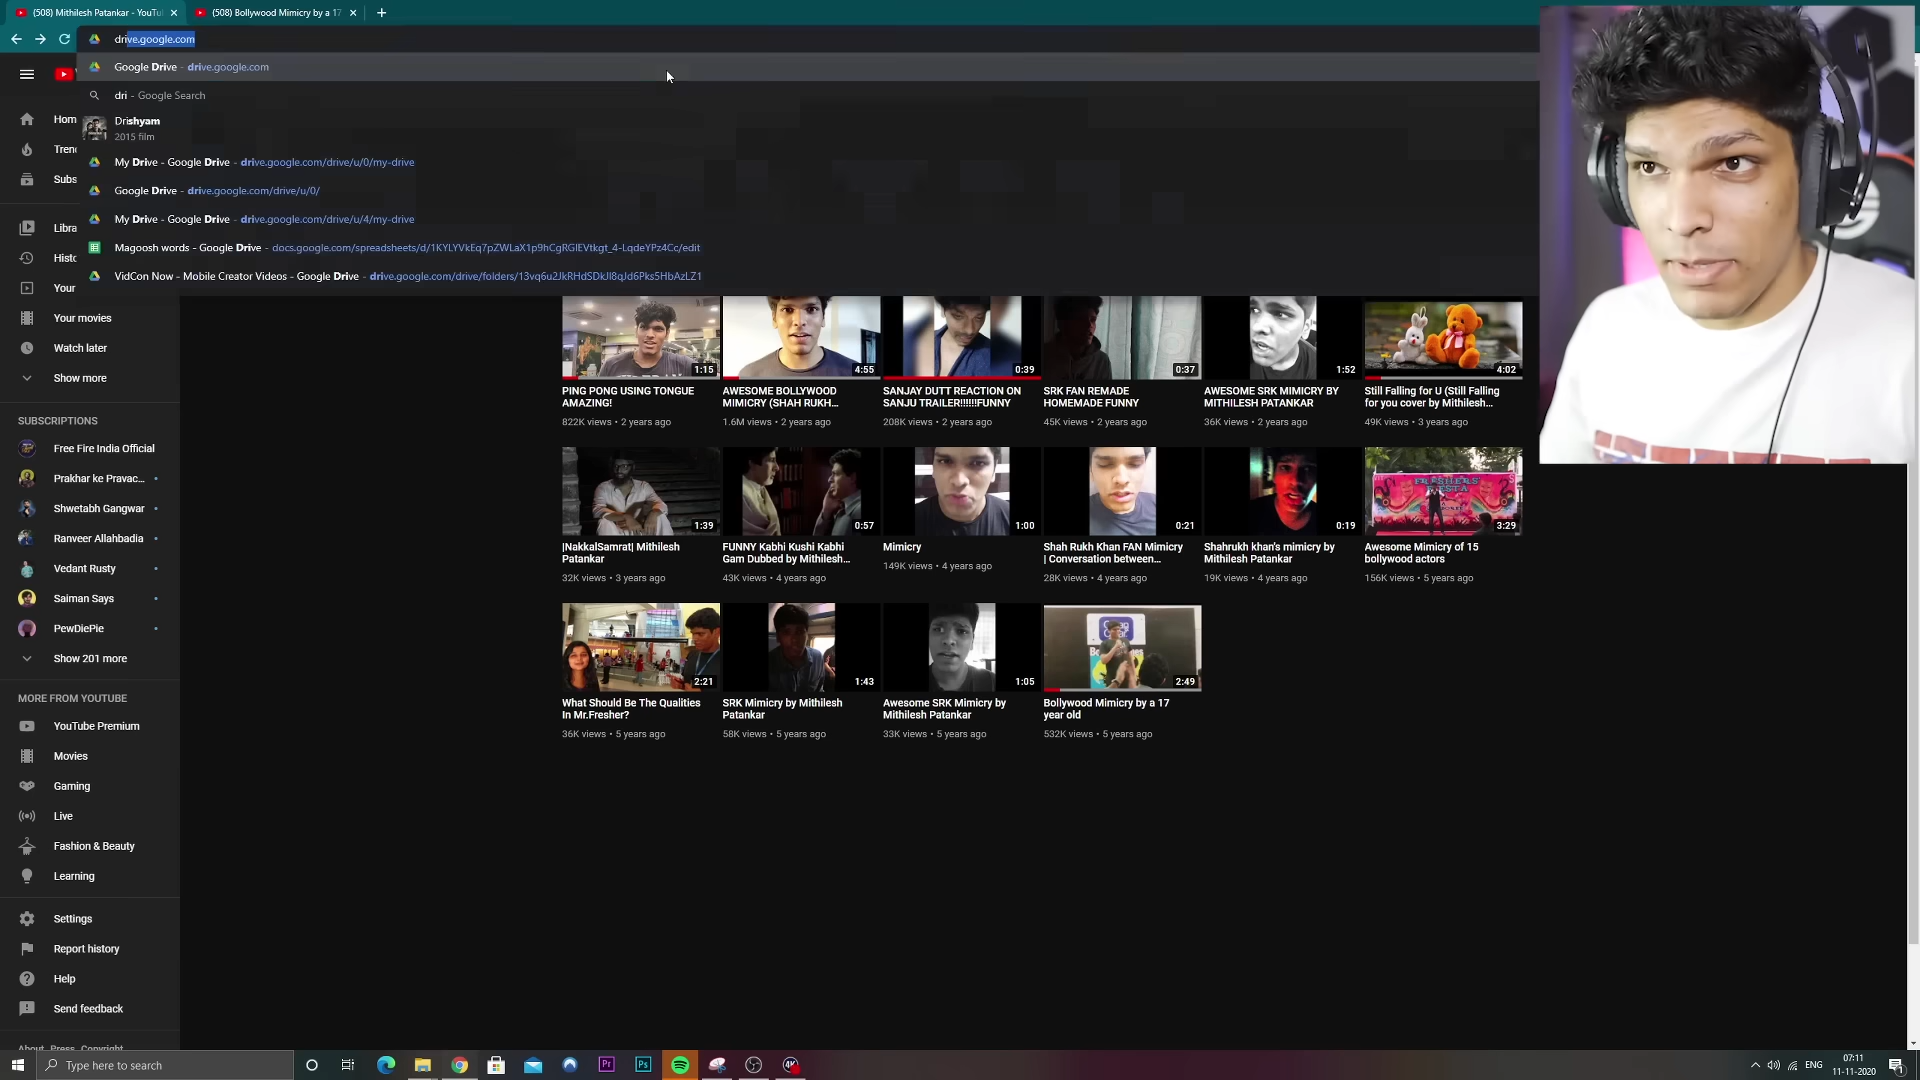 (508) Mithilesh Patankar - YouTu
(508) Bollywood Mimicry by a 17
drive.google.com
Google Drive - drive.google.com
dri - Google Search
Drishyam
2015 film
My Drive - Google Drive - drive.google.com/drive/u/0/my-drive
Google Drive - drive.google.com/drive/u/0/
My Drive - Google Drive - drive.google.com/drive/u/4/my-drive
Magoosh words - Google Drive - docs.google.com/spreadsheets/d/1KYLYVkEq7pZWLaX1p9hCgRGlEVtkgt_4-LqdeYPz4Cc/edit
VidCon Now - Mobile Creator Videos - Google Drive - drive.google.com/drive/folders/13vq6u2JkRHdSDkJl8qJd6Pks5HbAzLZ1
Hom
Tren
Subs
Libra
Histo
Your
Your movies
Watch later
Show more
SUBSCRIPTIONS
Free Fire India Official
Prakhar ke Pravac...
Shwetabh Gangwar
Ranveer Allahbadia
Vedant Rusty
Saiman Says
PewDiePie
Show 201 more
MORE FROM YOUTUBE
YouTube Premium
Movies
Gaming
Live
Fashion & Beauty
Learning
Settings
Report history
Help
Send feedback
About Press Copyright
1:15
4:55
0:39
0:37
1:52
4:02
PING PONG USING TONGUE AMAZING!
822K views • 2 years ago
AWESOME BOLLYWOOD MIMICRY (SHAH RUKH...
1.6M views • 2 years ago
SANJAY DUTT REACTION ON SANJU TRAILER!!!!!!FUNNY
208K views • 2 years ago
SRK FAN REMADE HOMEMADE FUNNY
45K views • 2 years ago
AWESOME SRK MIMICRY BY MITHILESH PATANKAR
36K views • 2 years ago
Still Falling for U (Still Falling for you cover by Mithilesh...
49K views • 3 years ago
1:39
0:57
1:00
0:21
0:19
FRESHERS
3:29
|NakkalSamrat| Mithilesh Patankar
32K views • 3 years ago
FUNNY Kabhi Kushi Kabhi Gam Dubbed by Mithilesh...
43K views • 4 years ago
Mimicry
149K views • 4 years ago
Shah Rukh Khan FAN Mimicry | Conversation between...
28K views • 4 years ago
Shahrukh khan's mimicry by Mithilesh Patankar
19K views • 4 years ago
Awesome Mimicry of 15 bollywood actors
156K views • 5 years ago
2:21
1:43
1:05
2:49
What Should Be The Qualities In Mr.Fresher?
36K views • 5 years ago
SRK Mimicry by Mithilesh Patankar
58K views • 5 years ago
Awesome SRK Mimicry by Mithilesh Patankar
33K views • 5 years ago
Bollywood Mimicry by a 17 year old
532K views • 5 years ago
Type here to search
Pr
Ps
4K
ENG
07:11
11-11-2020